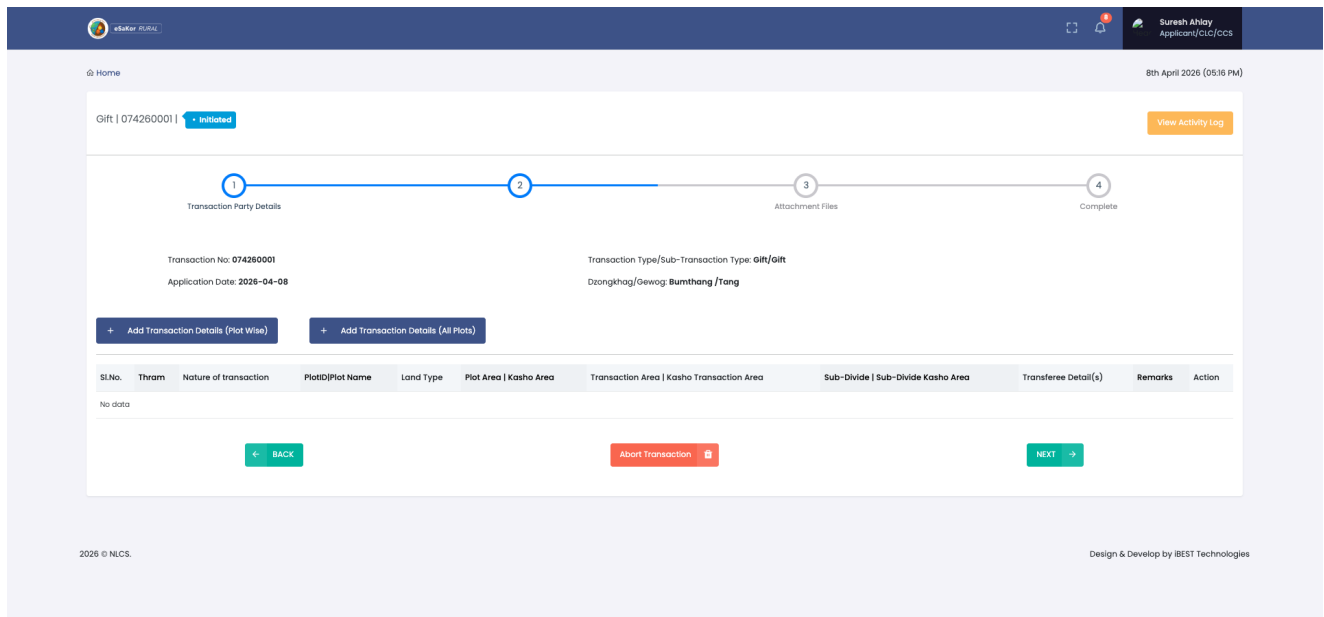 eSaKor RURAL
8
Suresh Ahlay
Applicant/CLC/CCS
Home
8th April 2026 (05:16 PM)
Gift | 074260001 | • Initiated
View Activity Log
1
2
3
4
Transaction Party Details
Attachment Files
Complete
Transaction No: 074260001
Transaction Type/Sub-Transaction Type: Gift/Gift
Application Date: 2026-04-08
Dzongkhag/Gewog: Bumthang /Tang
+ Add Transaction Details (Plot Wise)
+ Add Transaction Details (All Plots)
Sl.No. Thram Nature of transaction PlotID|Plot Name Land Type Plot Area | Kasho Area Transaction Area | Kasho Transaction Area Sub-Divide | Sub-Divide Kasho Area Transferee Detail(s) Remarks Action
No data
← BACK
Abort Transaction
NEXT →
2026 © NLCS.
Design & Develop by iBEST Technologies